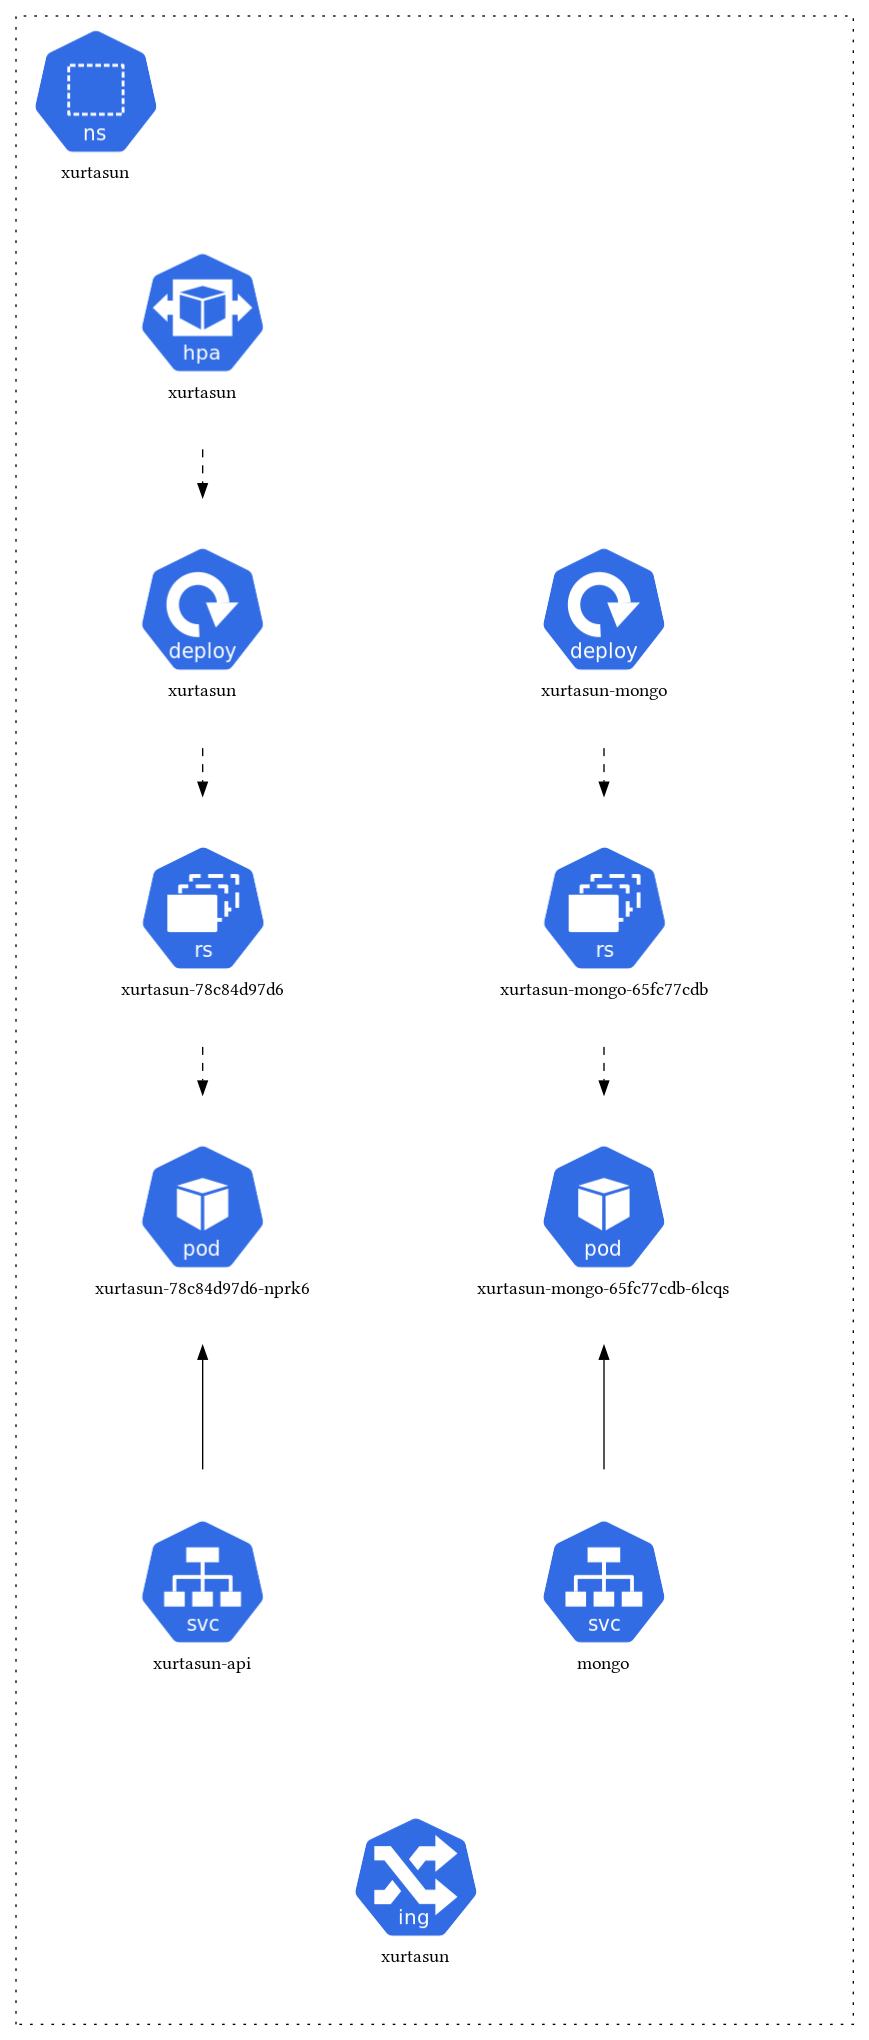 ns
xurtasun
hpa
xurtasun
deploy
xurtasun
deploy
xurtasun-mongo
rs
xurtasun-78c84d97d6
rs
xurtasun-mongo-65fc77cdb
pod
xurtasun-78c84d97d6-nprk6
pod
xurtasun-mongo-65fc77cdb-6lcqs
svc
xurtasun-api
svc
mongo
ing
xurtasun